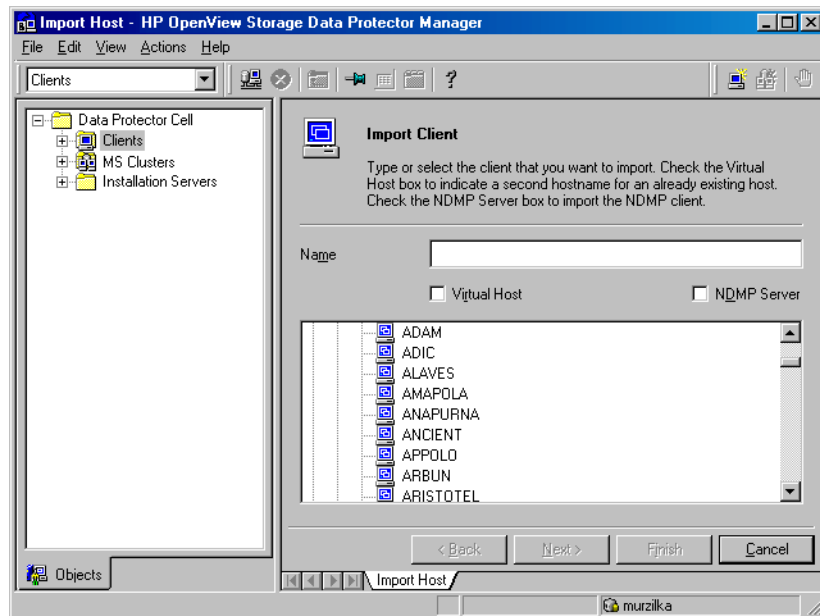 Import Host - HP OpenView Storage Data Protector Manager
File Edit View Actions Help
Clients
Data Protector Cell
Clients
MS Clusters
Installation Servers
Objects
Import Client
Type or select the client that you want to import. Check the Virtual
Host box to indicate a second hostname for an already existing host.
Check the NDMP Server box to import the NDMP client.
Name
Virtual Host NDMP Server
ADAM
ADIC
ALAVES
AMAPOLA
ANAPURNA
ANCIENT
APPOLO
ARBUN
ARISTOTEL
< Back Next > Finish Cancel
Import Host
murzilka